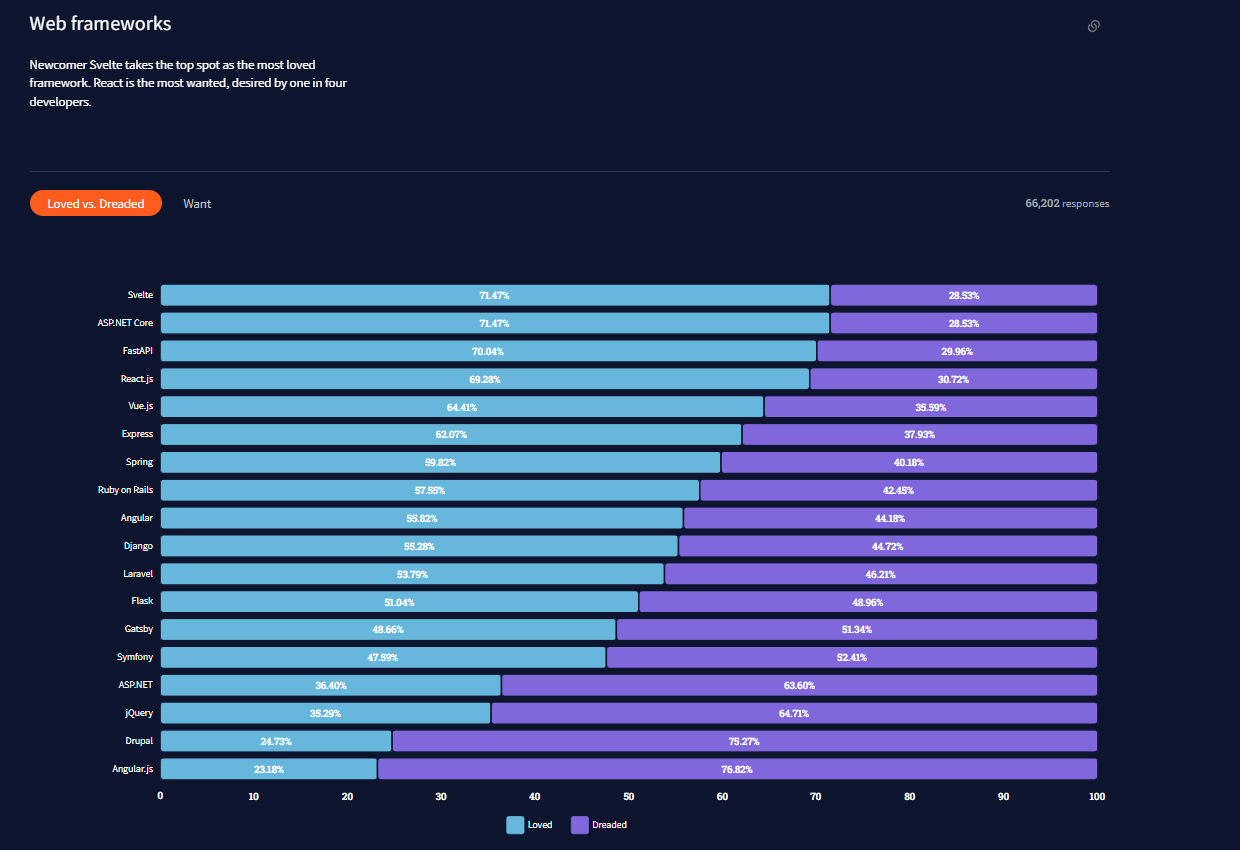 Web frameworks
Newcomer Svelte takes the top spot as the most loved
framework. React is the most wanted, desired by one in four
developers.
Loved vs. Dreaded Want 66,202 responses
Svelte 71.47% 28.53%
ASP.NET Core 71.47% 28.53%
FastAPI 70.04% 29.96%
React.js 69.28% 30.72%
Vue.js 64.41% 35.59%
Express 62.07% 37.93%
Spring 59.82% 40.18%
Ruby on Rails 57.55% 42.45%
Angular 55.82% 44.18%
Django 55.28% 44.72%
Laravel 53.79% 46.21%
Flask 51.04% 48.96%
Gatsby 48.66% 51.34%
Symfony 47.59% 52.41%
ASP.NET 36.40% 63.60%
jQuery 35.29% 64.71%
Drupal 24.73% 75.27%
Angular.js 23.18% 76.82%
0 10 20 30 40 50 60 70 80 90 100
Loved Dreaded